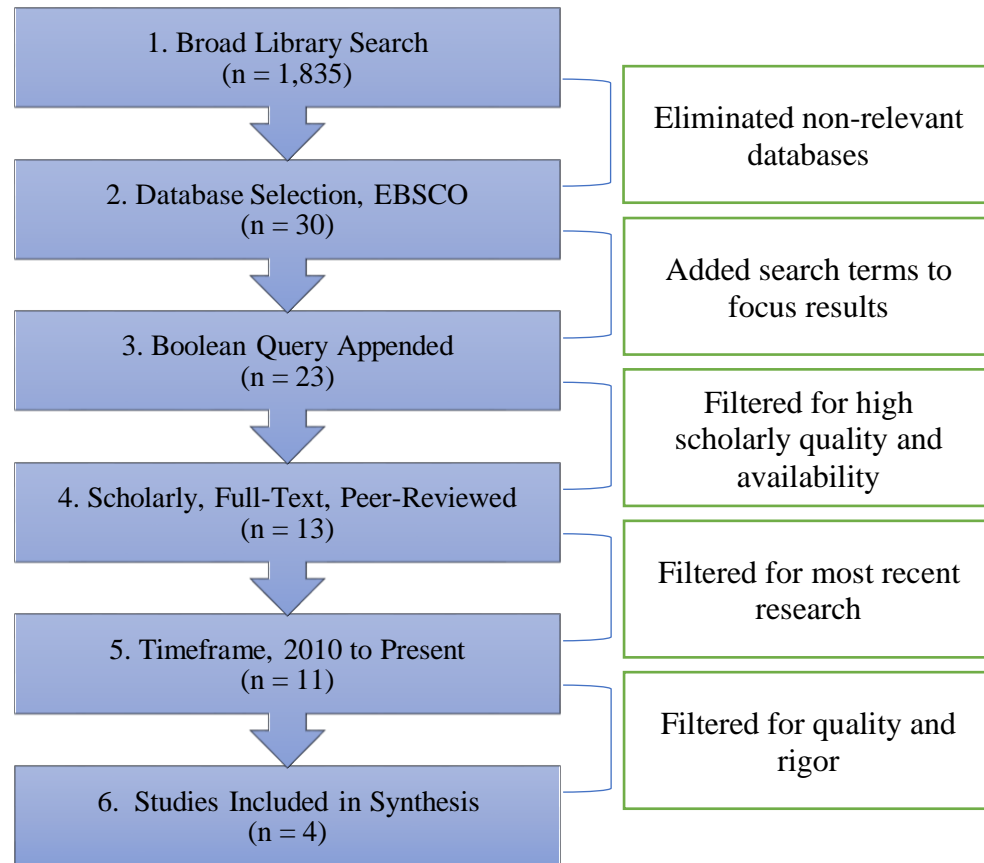 1. Broad Library Search
(n = 1,835)
Eliminated non-relevant
databases
2. Database Selection, EBSCO
(n = 30)
Added search terms to
focus results
3. Boolean Query Appended
(n = 23)
Filtered for high
scholarly quality and
availability
4. Scholarly, Full-Text, Peer-Reviewed
(n = 13)
Filtered for most recent
research
5. Timeframe, 2010 to Present
(n = 11)
Filtered for quality and
rigor
6. Studies Included in Synthesis
(n = 4)